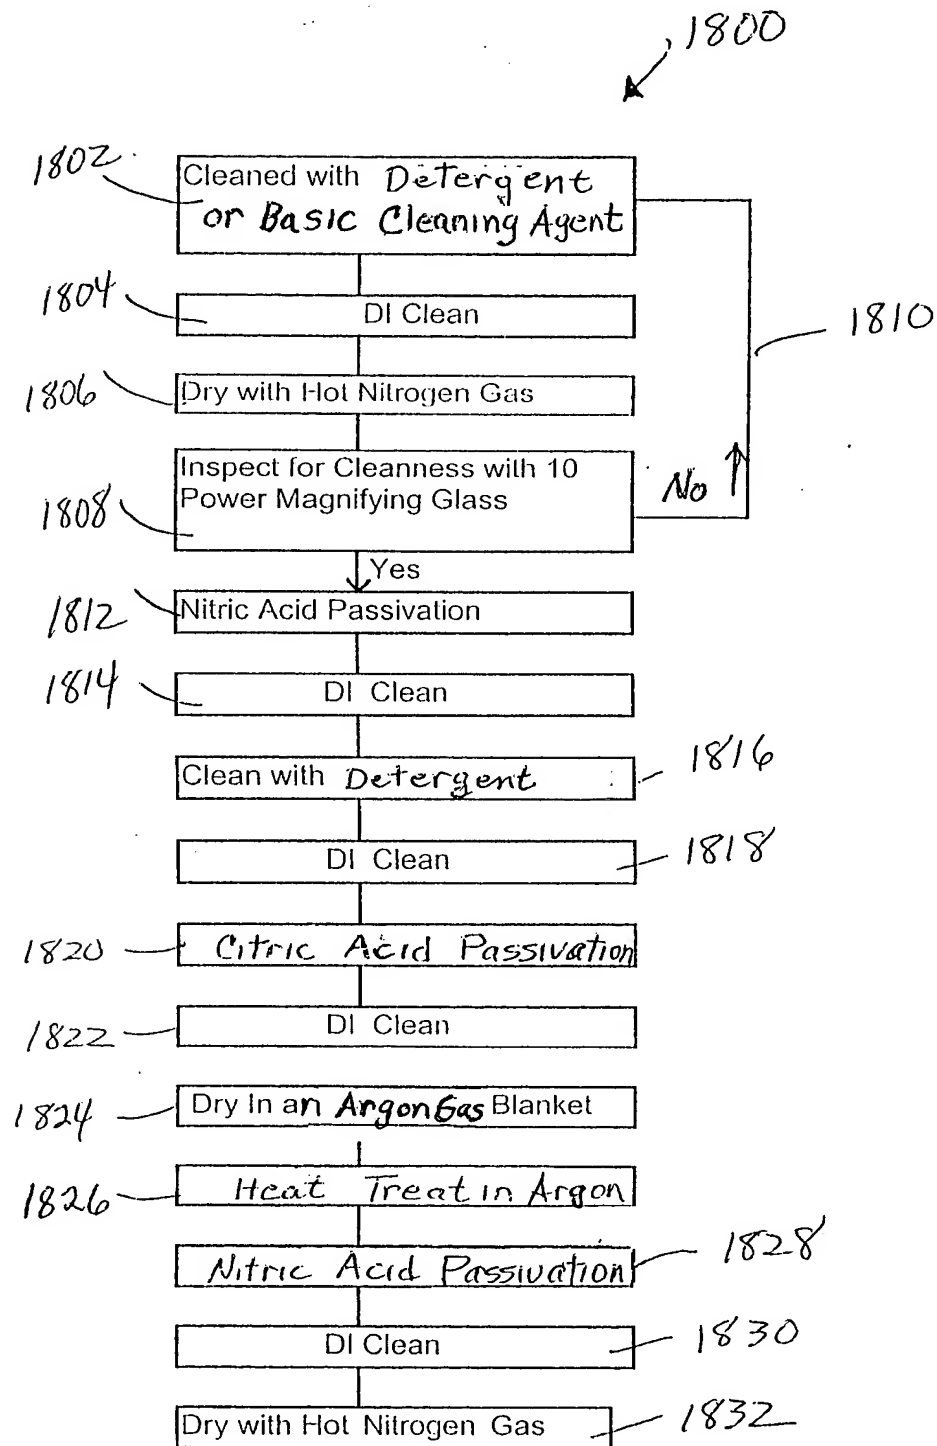 1800
1802
Cleaned with Detergent
or Basic Cleaning Agent
1804
DI Clean
1810
1806
Dry with Hot Nitrogen Gas
Inspect for Cleanness with 10
Power Magnifying Glass
No
1808
Yes
1812
Nitric Acid Passivation
1814
DI Clean
Clean with Detergent
1816
DI Clean
1818
1820
Citric Acid Passivation
1822
DI Clean
1824
Dry In an Argon Gas Blanket
1826
Heat Treat in Argon
Nitric Acid Passivation
1828
DI Clean
1830
Dry with Hot Nitrogen Gas
1832